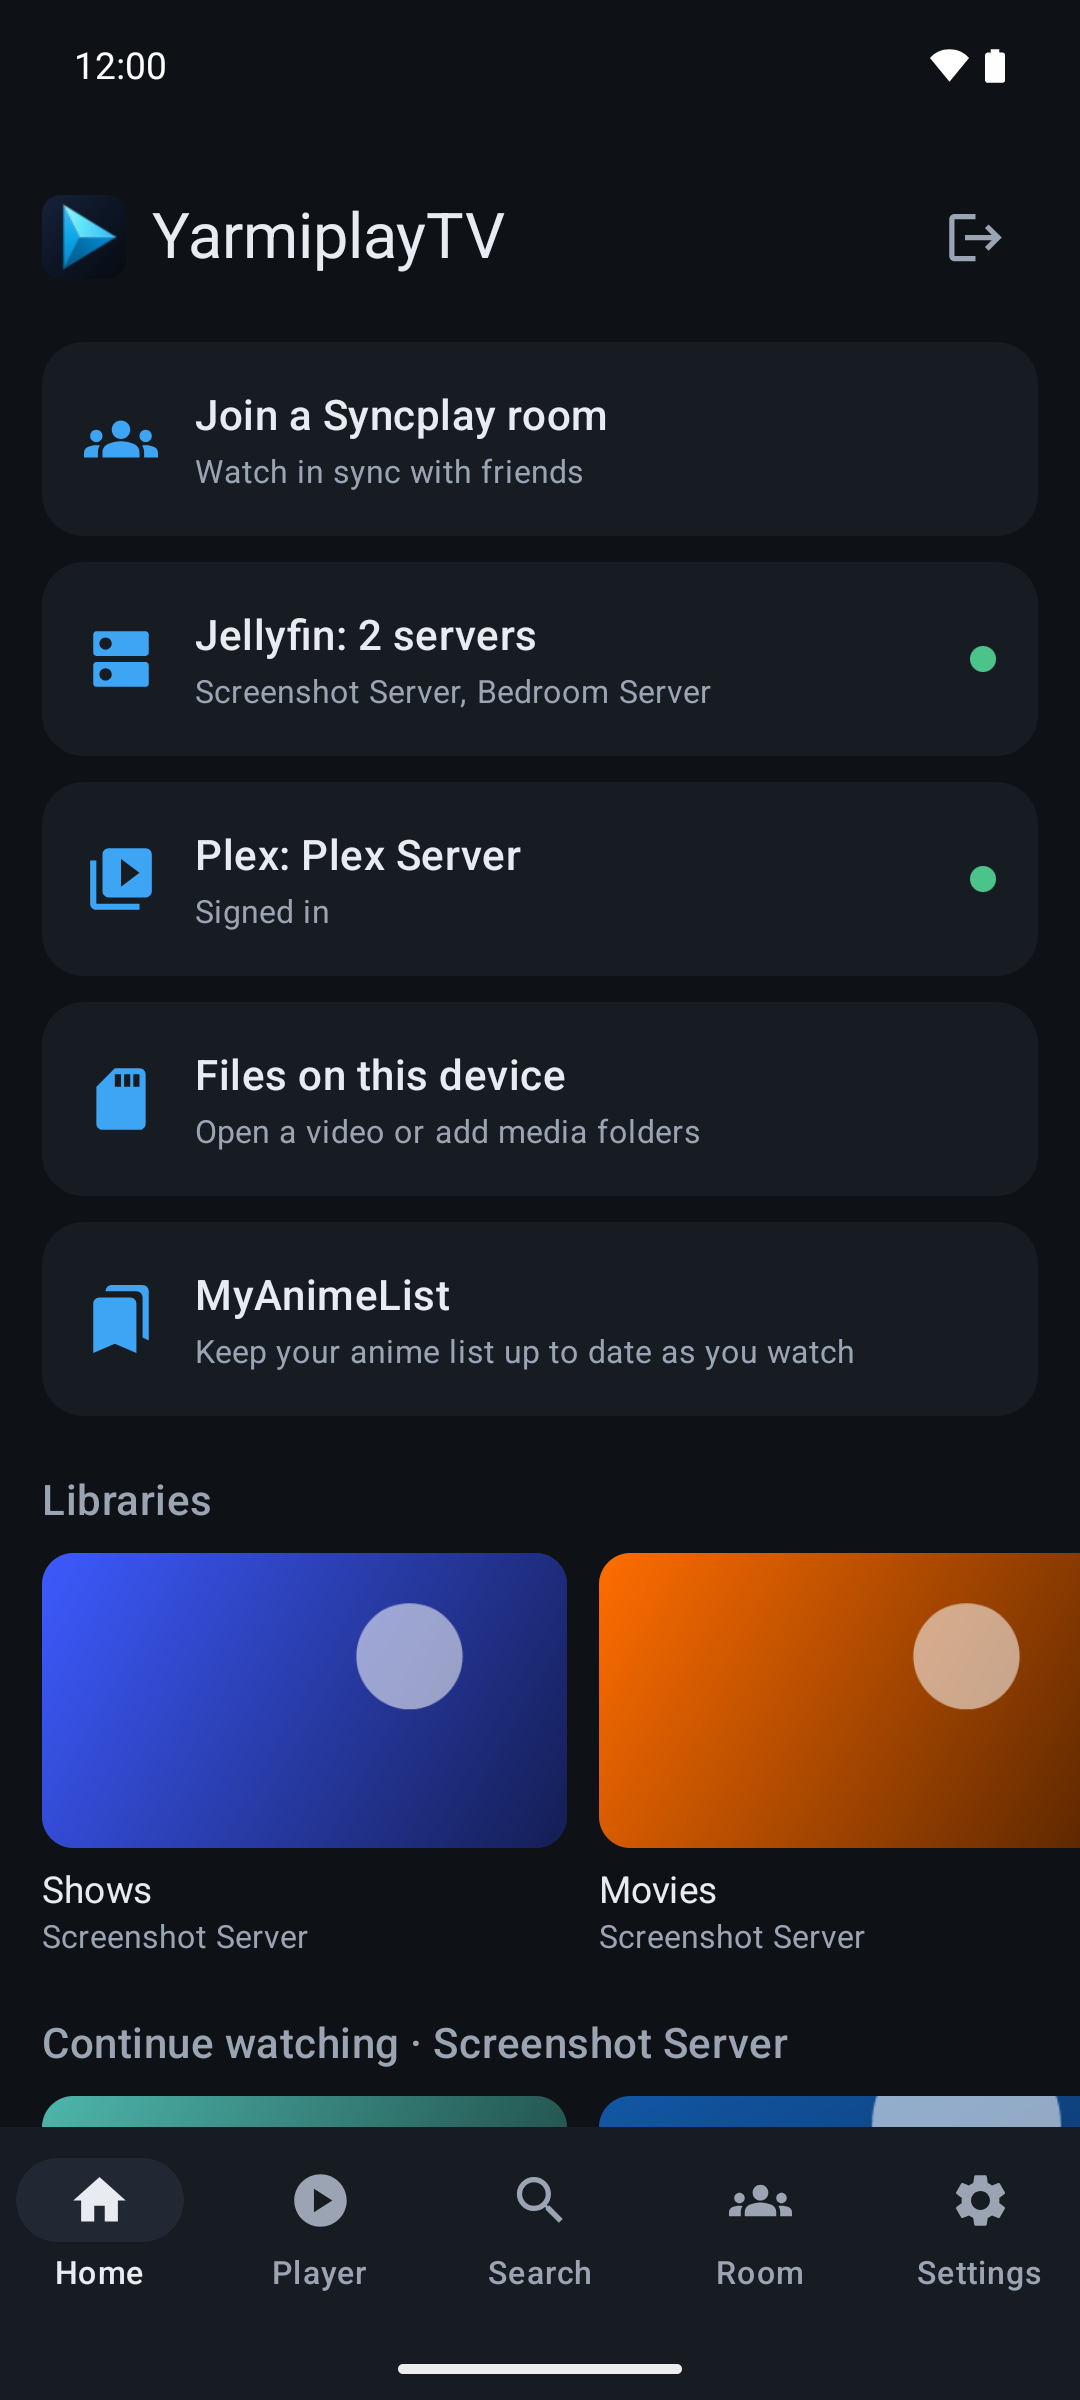 12:00
YarmiplayTV
Join a Syncplay room
Watch in sync with friends
Jellyfin: 2 servers
Screenshot Server, Bedroom Server
Plex: Plex Server
Signed in
Files on this device
Open a video or add media folders
MyAnimeList
Keep your anime list up to date as you watch
Libraries
Shows
Screenshot Server
Movies
Screenshot Server
Continue watching · Screenshot Server
Home
Player
Search
Room
Settings